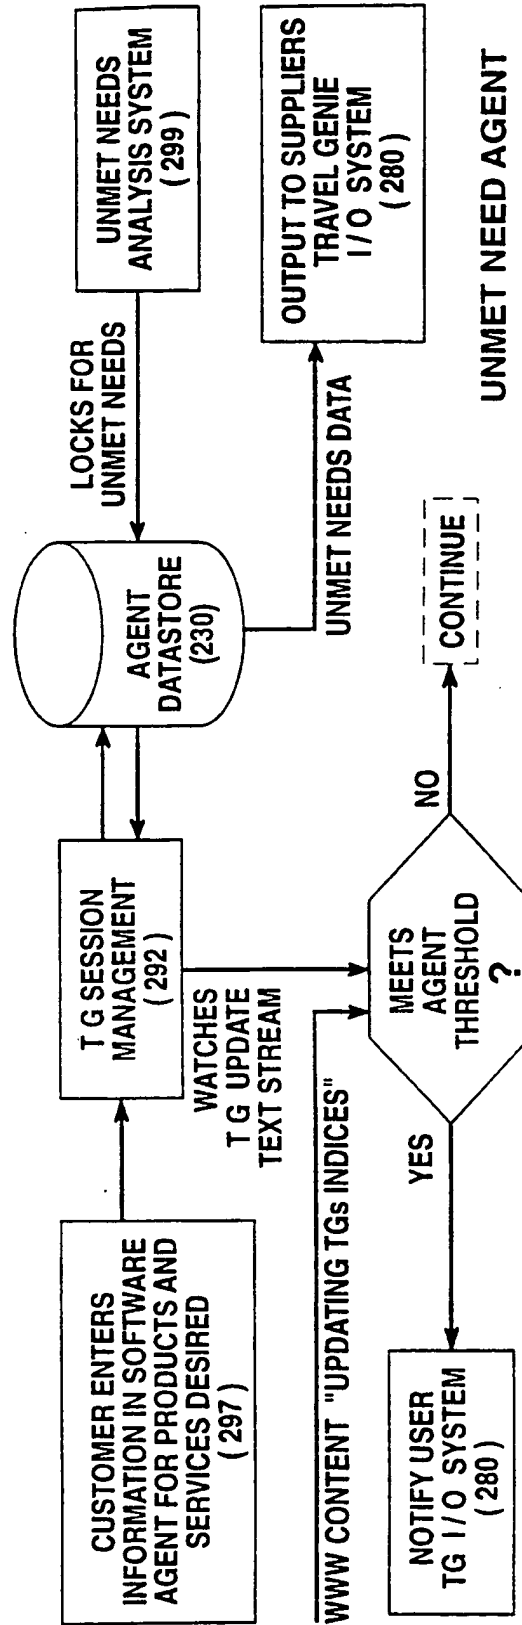 CUSTOMER ENTERS
INFORMATION IN SOFTWARE
AGENT FOR PRODUCTS AND
SERVICES DESIRED
(297)
TG SESSION
MANAGEMENT
(292)
AGENT
DATASTORE
(230)
LOCKS FOR
UNMET NEEDS
UNMET NEEDS
ANALYSIS SYSTEM
(299)
WATCHES
TG UPDATE
TEXT STREAM
UNMET NEEDS DATA
OUTPUT TO SUPPLIERS
TRAVEL GENIE
I/O SYSTEM
(280)
WWW CONTENT "UPDATING TGs INDICES"
MEETS
AGENT
THRESHOLD
?
YES
NO
CONTINUE
NOTIFY USER
TG I/O SYSTEM
(280)
UNMET NEED AGENT